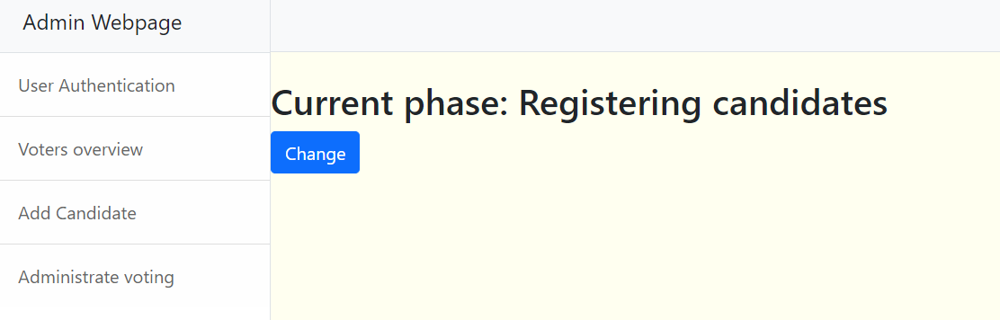 Admin Webpage
User Authentication
Voters overview
Add Candidate
Administrate voting
Current phase: Registering candidates
Change